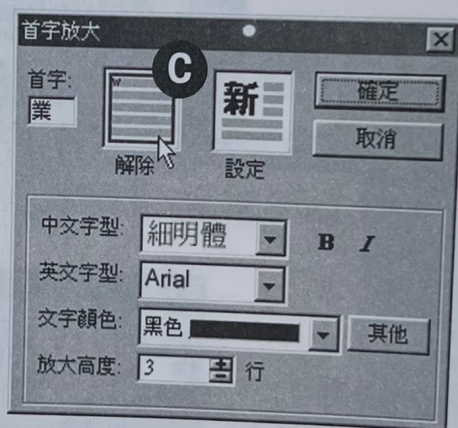 首字放大
首字:
業
W
C
解除
新
設定
確定
取消
中文字型: 細明體 B I
英文字型: Arial
文字顏色: 黑色 其他
放大高度: 3 行